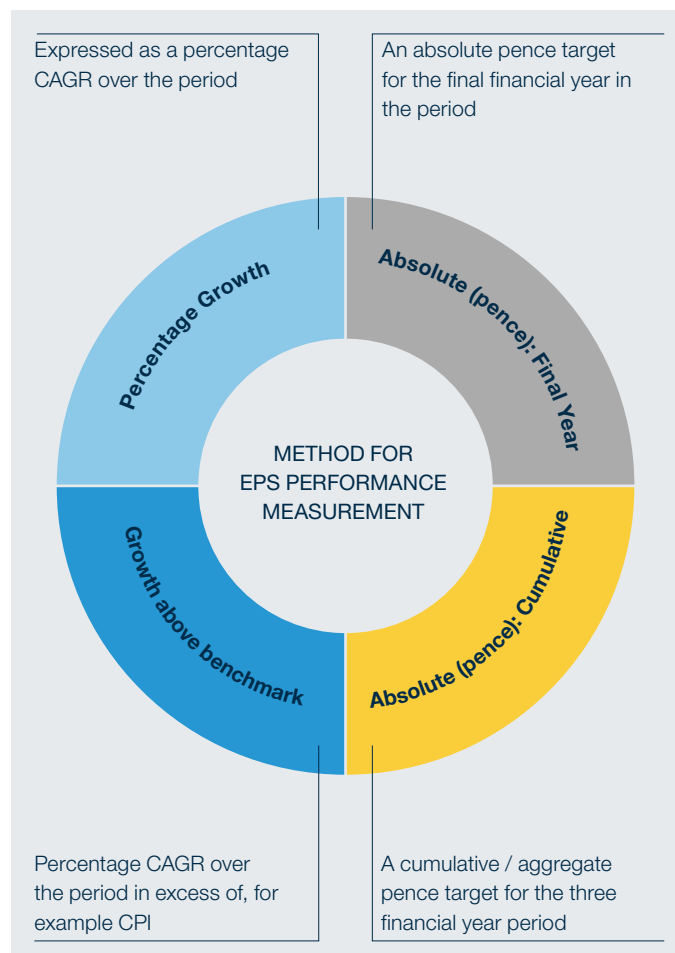 Expressed as a percentage
CAGR over the period
An absolute pence target
for the final financial year in
the period
Percentage Growth
Absolute (pence): Final Year
METHOD FOR
EPS PERFORMANCE
MEASUREMENT
Growth above benchmark
Absolute (pence): Cumulative
Percentage CAGR over
the period in excess of, for
example CPI
A cumulative / aggregate
pence target for the three
financial year period